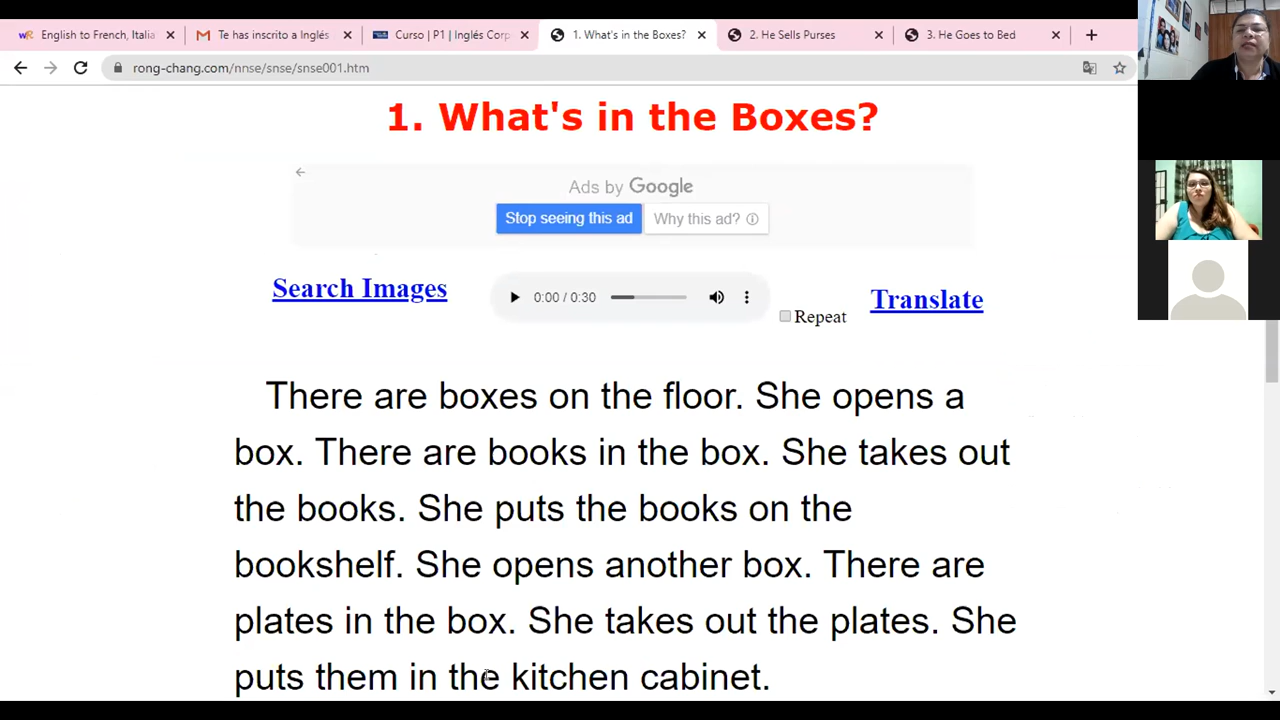 English to French, Italia
Te has inscrito a Inglés
Curso | P1 | Inglés Corp
1. What's in the Boxes?
2. He Sells Purses
3. He Goes to Bed
rong-chang.com/nnse/snse/snse001.htm
1. What's in the Boxes?
Ads by Google
Stop seeing this ad
Why this ad?
Search Images
0:00 / 0:30
Repeat
Translate
There are boxes on the floor. She opens a
box. There are books in the box. She takes out
the books. She puts the books on the
bookshelf. She opens another box. There are
plates in the box. She takes out the plates. She
puts them in the kitchen cabinet.